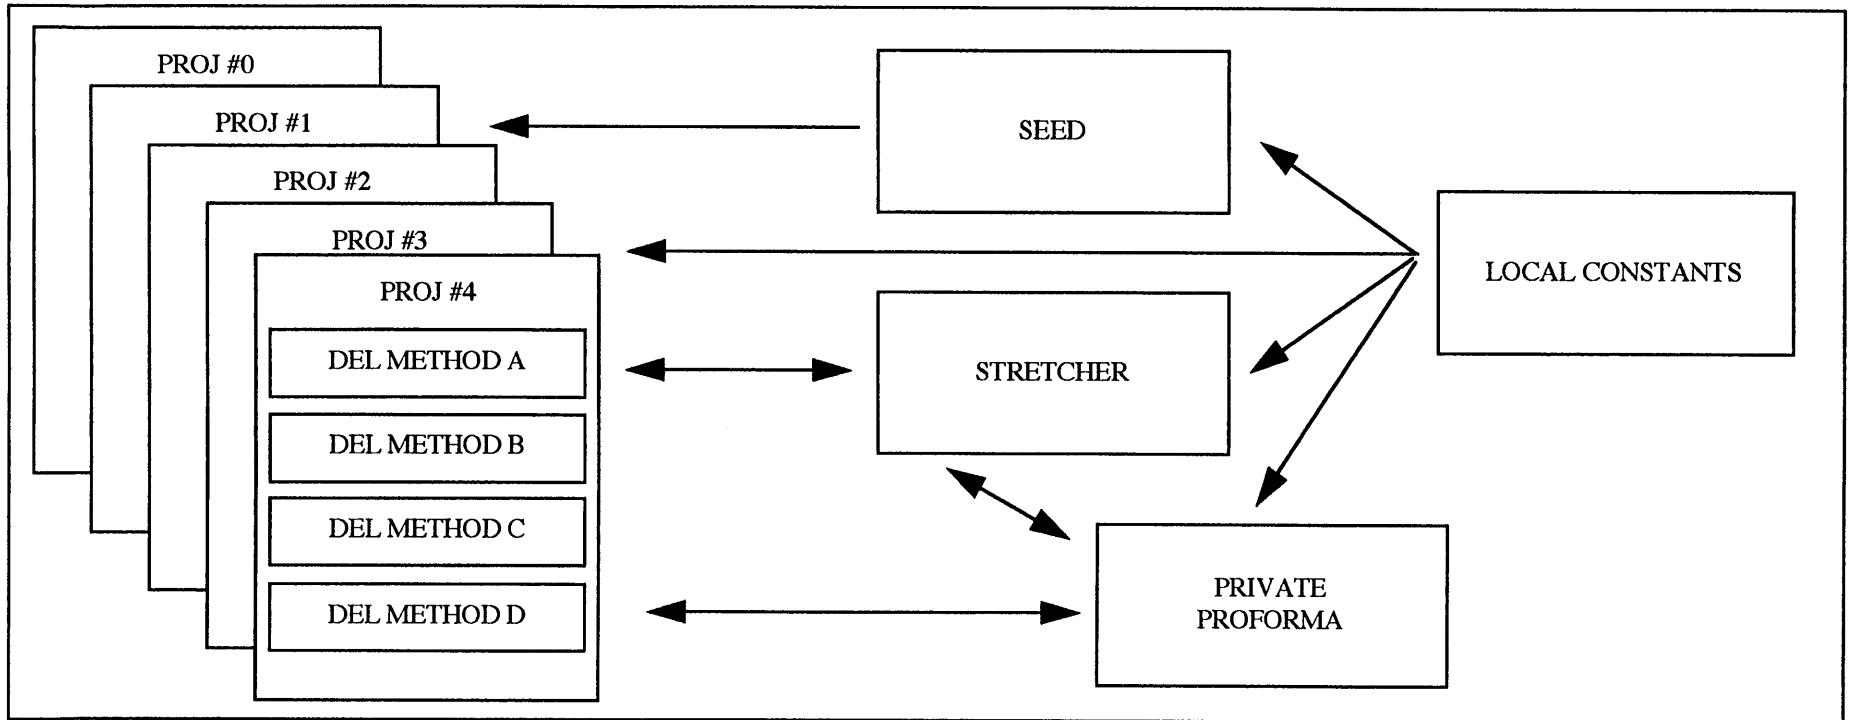 PROJ #0
PROJ #1
PROJ #2
PROJ #3
PROJ #4
DEL METHOD A
DEL METHOD B
DEL METHOD C
DEL METHOD D
SEED
LOCAL CONSTANTS
STRETCHER
PRIVATE
PROFORMA